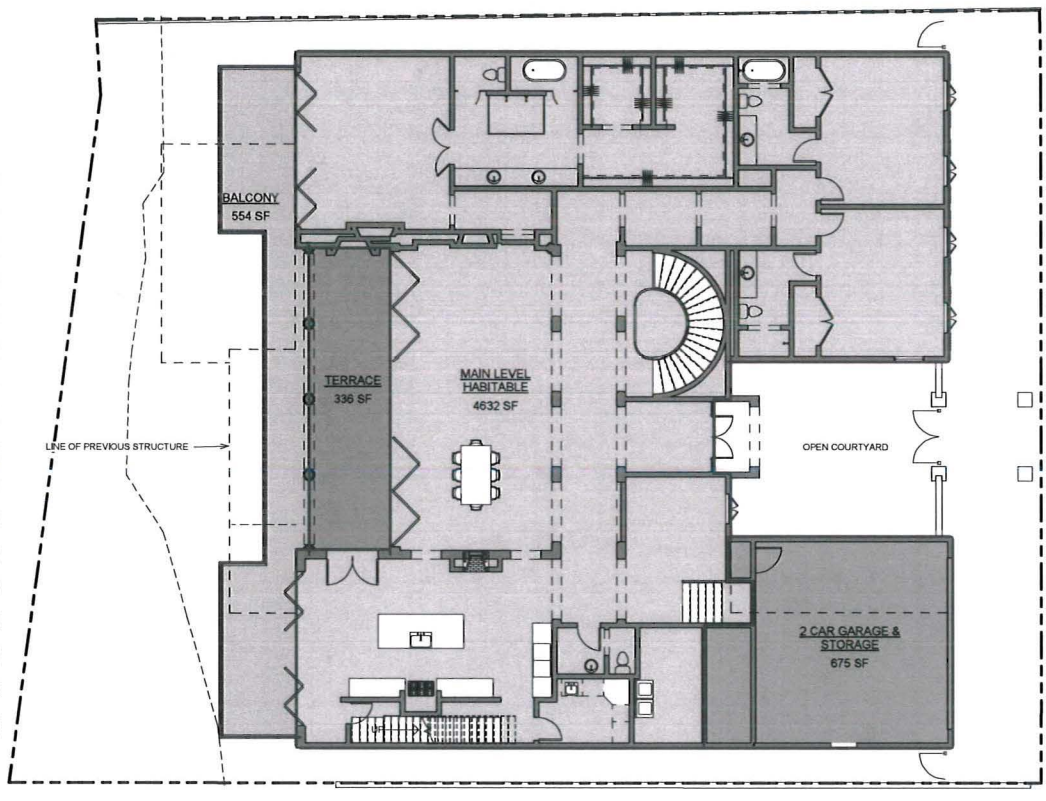 BALCONY
554 SF
TERRACE
336 SF
MAIN LEVEL
HABITABLE
4632 SF
LINE OF PREVIOUS STRUCTURE
OPEN COURTYARD
2 CAR GARAGE &
STORAGE
675 SF
UP